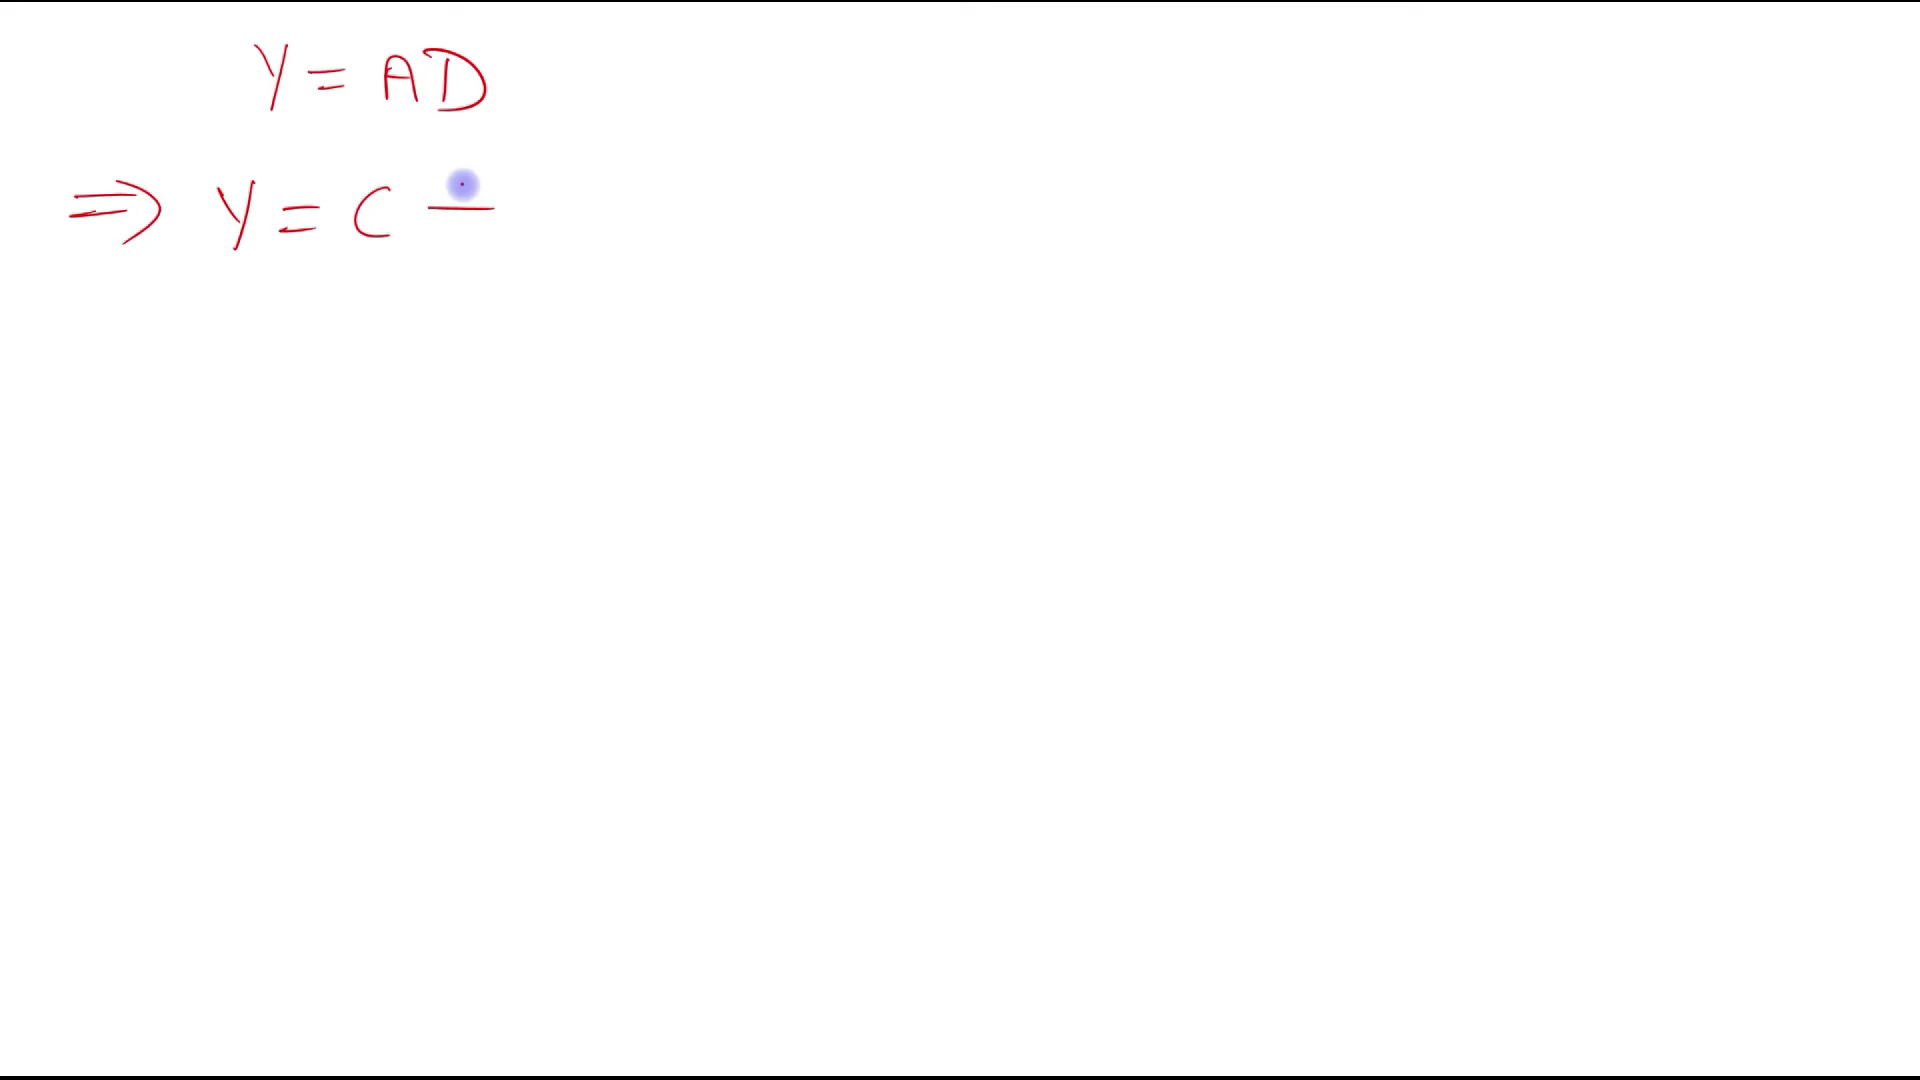 Y = AD
⇒ Y = C —